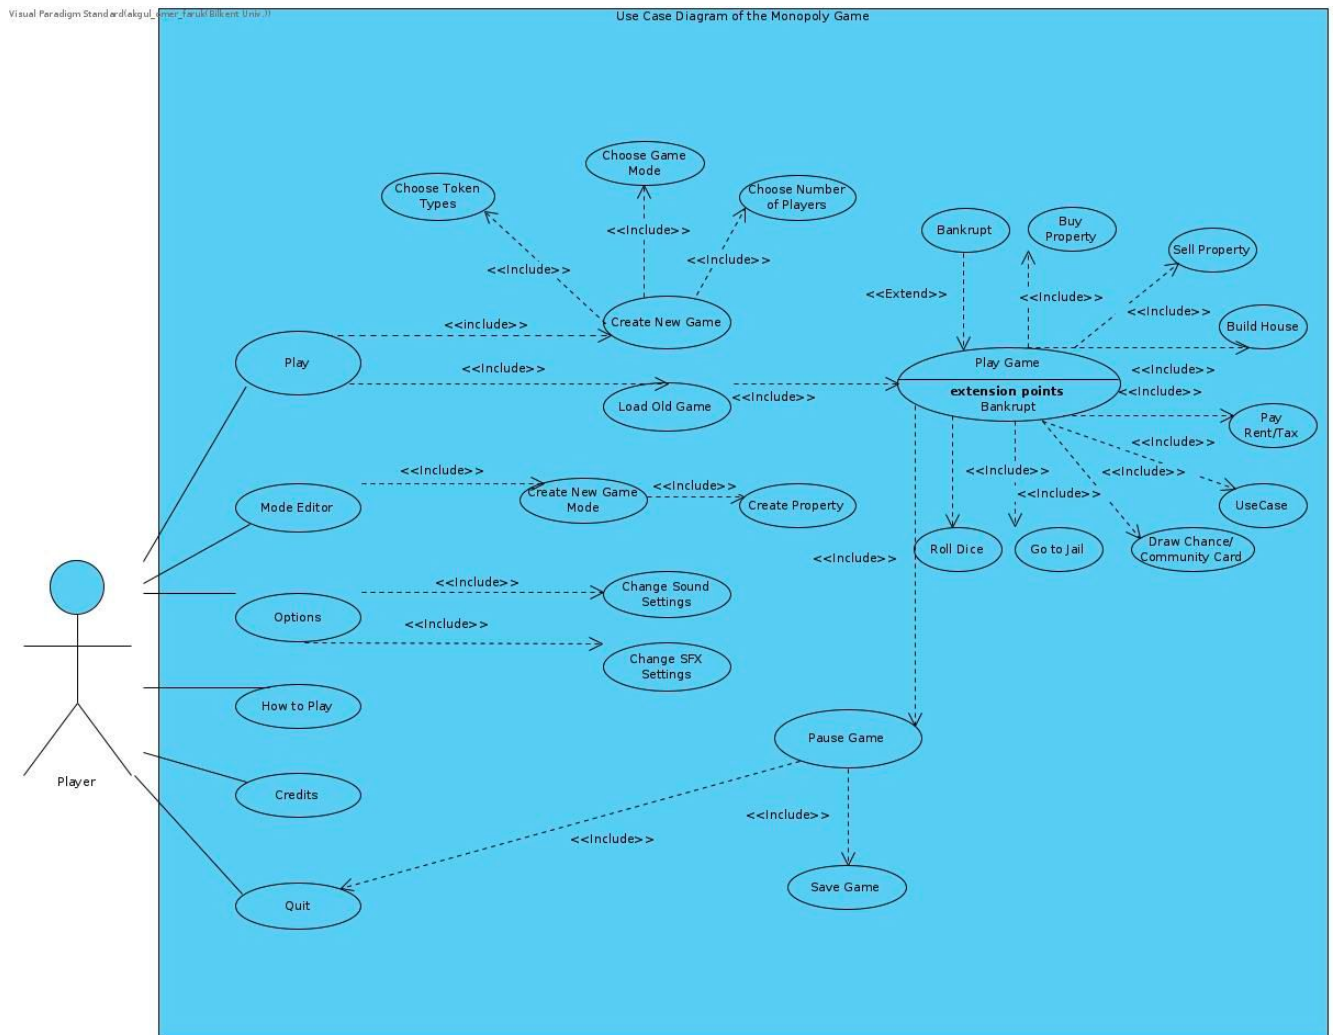 Visual Paradigm Standard(akgul_omer_faruk(Bilkent Univ.))
Use Case Diagram of the Monopoly Game
Choose Game
Mode
Choose Token
Types
Choose Number
of Players
<<Include>>
<<Include>>
<<Include>>
Bankrupt
Buy
Property
Sell Property
<<Extend>>
<<Include>>
<<Include>>
Build House
<<include>>
Create New Game
Play
<<Include>>
Load Old Game
<<Include>>
Play Game
extension points
Bankrupt
<<Include>>
<<Include>>
Pay
Rent/Tax
<<Include>>
<<Include>>
<<Include>>
<<Include>>
UseCase
Mode Editor
<<Include>>
Create New Game
Mode
<<Include>>
Create Property
Roll Dice
Go to Jail
Draw Chance/
Community Card
<<Include>>
Options
<<Include>>
Change Sound
Settings
<<Include>>
Change SFX
Settings
How to Play
Pause Game
Player
Credits
<<Include>>
<<Include>>
Save Game
Quit